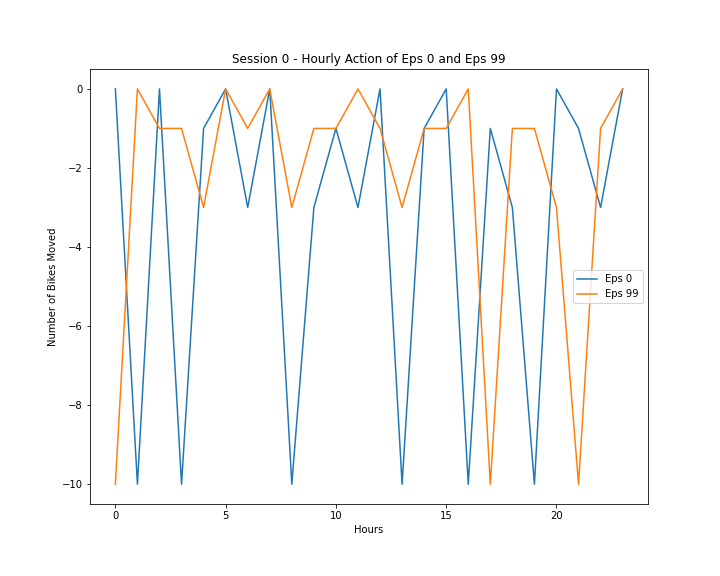 Session 0 - Hourly Action of Eps 0 and Eps 99
Number of Bikes Moved
0
−2
−4
−6
−8
−10
Eps 0
Eps 99
0 5 10 15 20
Hours